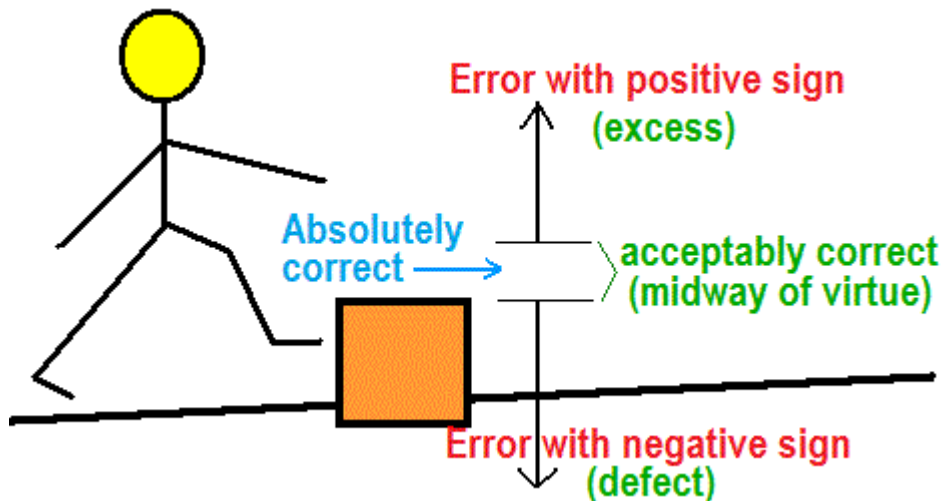 Error with positive sign
(excess)
Absolutely
correct
acceptably correct
(midway of virtue)
Error with negative sign
(defect)